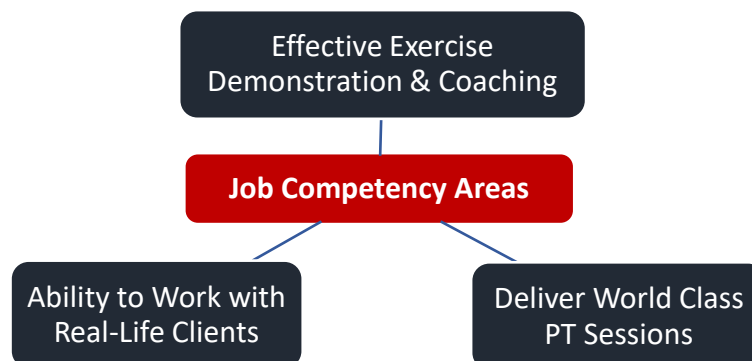 Effective Exercise
Demonstration & Coaching
Job Competency Areas
Ability to Work with
Real-Life Clients
Deliver World Class
PT Sessions